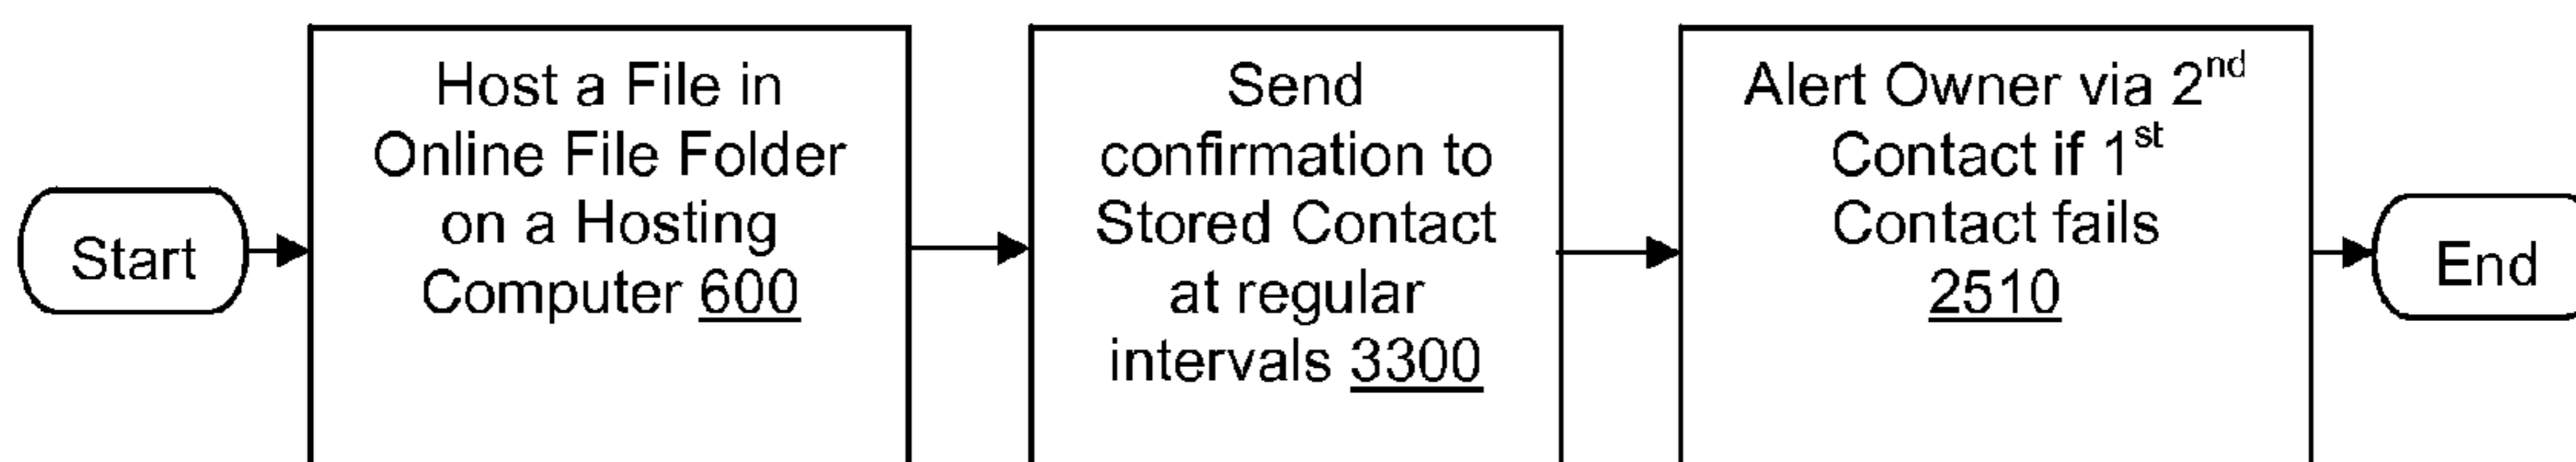 Start
Host a File in
Online File Folder
on a Hosting
Computer 600
Send
confirmation to
Stored Contact
at regular
intervals 3300
Alert Owner via 2nd
Contact if 1st
Contact fails
2510
End